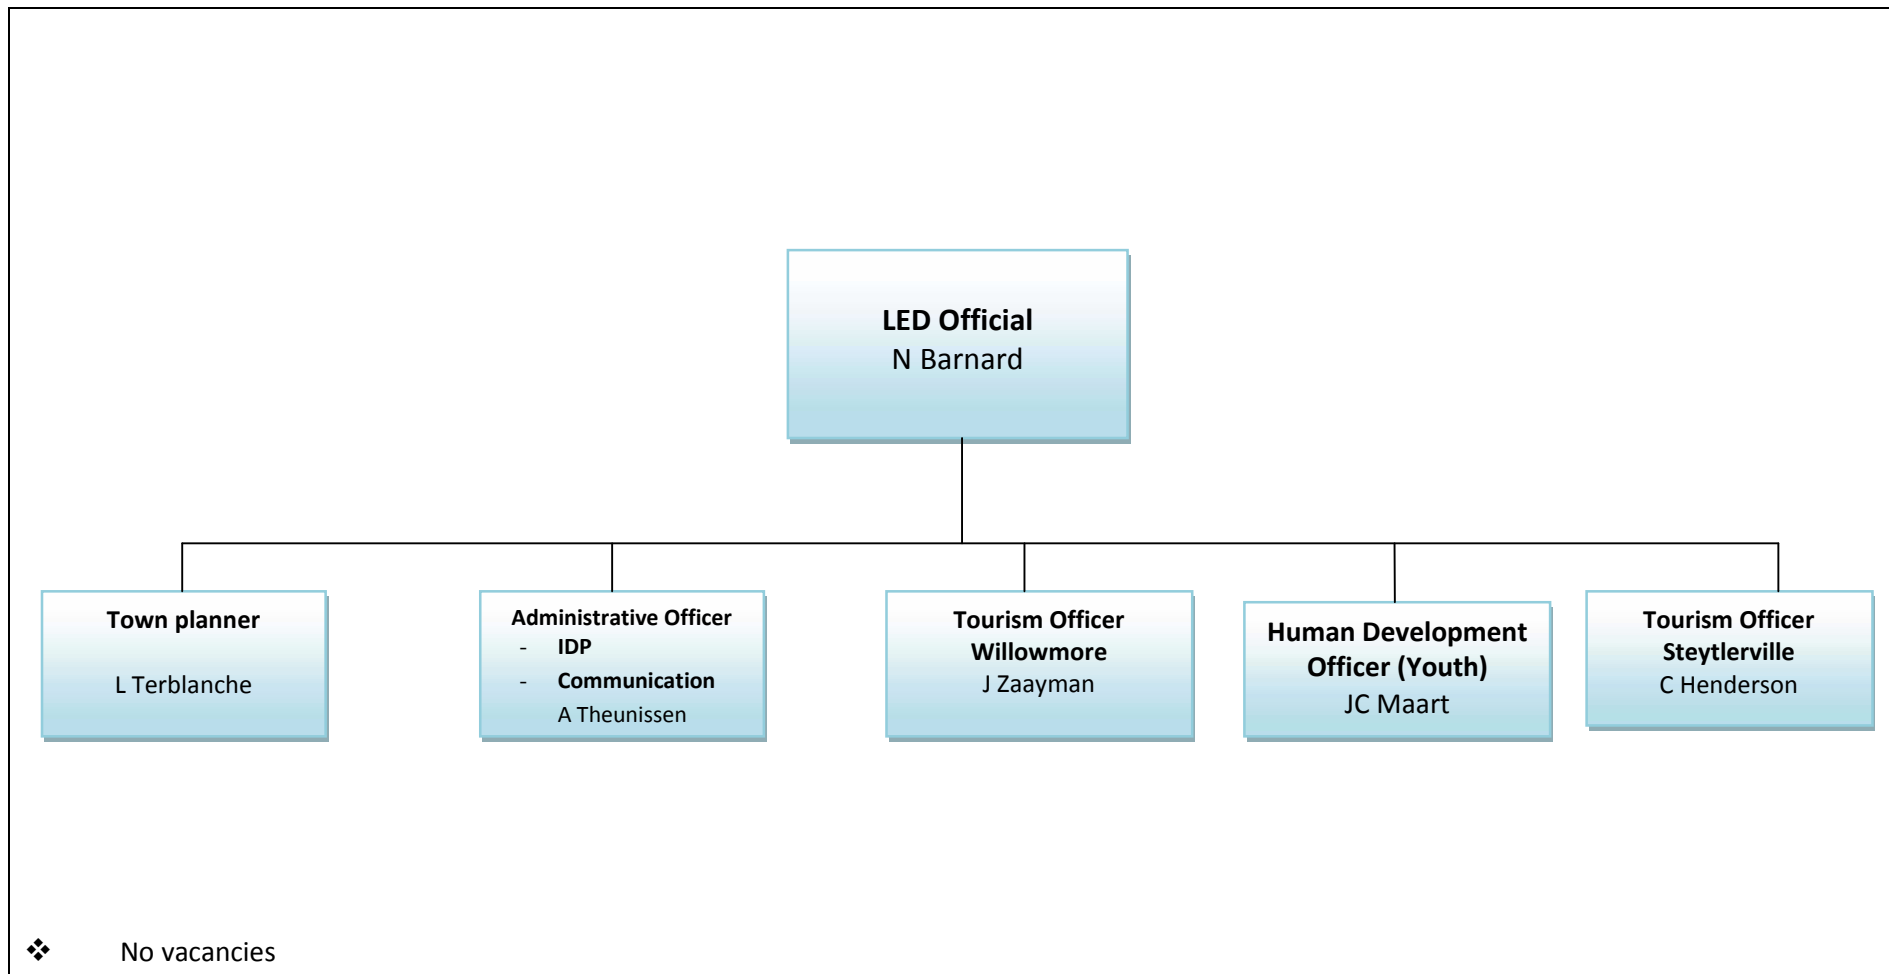 LED Official
N Barnard
Town planner
L Terblanche
Administrative Officer
- IDP
- Communication
A Theunissen
Tourism Officer
Willowmore
J Zaayman
Human Development
Officer (Youth)
JC Maart
Tourism Officer
Steytlerville
C Henderson
❖ No vacancies